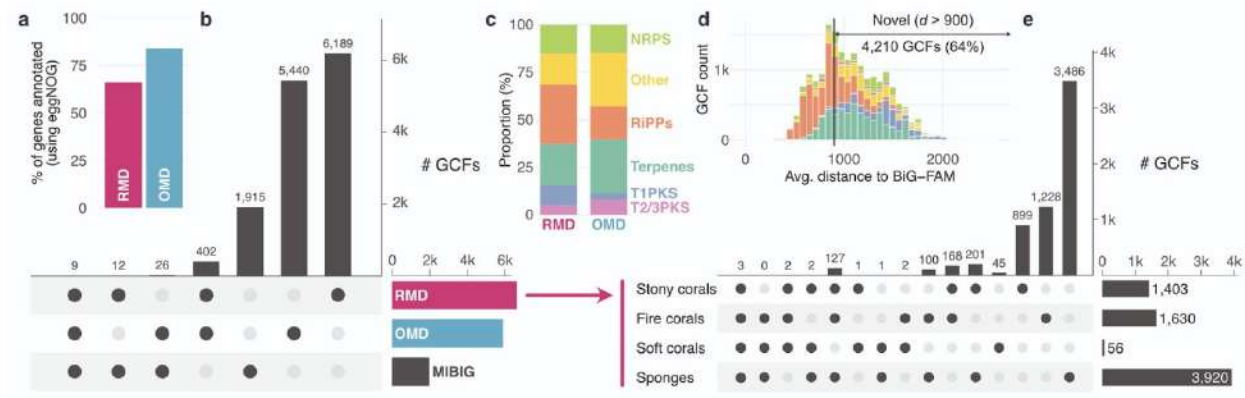 a
% of genes annotated
(using eggNOG)
100
75
50
25
0
RMD
OMD
b
9
12
26
402
1,915
5,440
6,189
6k
4k
2k
# GCFs
0 2k 4k 6k
RMD
OMD
MIBIG
c
Proportion (%)
100
75
50
25
0
RMD OMD
NRPS
Other
RiPPs
Terpenes
T1PKS
T2/3PKS
d
GCF count
1k
0
0 1000 2000
Avg. distance to BiG–FAM
Novel (d > 900)
4,210 GCFs (64%)
e
3 0 2 2 127 1 1 2 100 168 201 45 899 1,228 3,486
4k
3k
2k
1k
# GCFs
0 1k 2k 3k 4k
Stony corals 1,403
Fire corals 1,630
Soft corals 56
Sponges 3,920